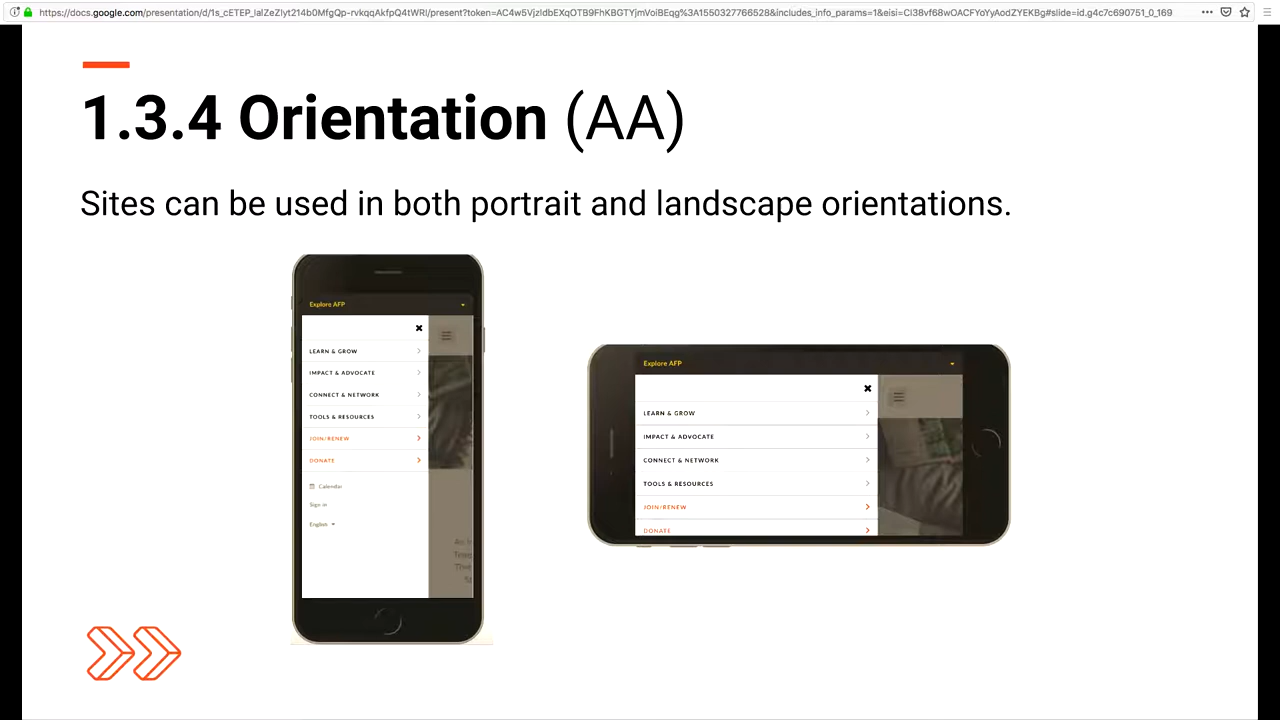 https://docs.google.com/presentation/d/1s_cETEP_lalZeZIyt214b0MfgQp-rvkqqAkfpQ4tWRI/present?token=AC4w5VjzIdbEXqOTB9FhKBGTYjmVoiBEqg%3A1557331766528&includes_info_params=1&eisi=CI38vf68wOACFYoYyAodZYEKBg#slide=id.g4c7c690751_0_169
1.3.4 Orientation (AA)
Sites can be used in both portrait and landscape orientations.
Explore AFP
LEARN & GROW
IMPACT & ADVOCATE
CONNECT & NETWORK
TOOLS & RESOURCES
JOIN/RENEW
DONATE
Calendar
Sign in
English
Explore AFP
LEARN & GROW
IMPACT & ADVOCATE
CONNECT & NETWORK
TOOLS & RESOURCES
JOIN/RENEW
DONATE